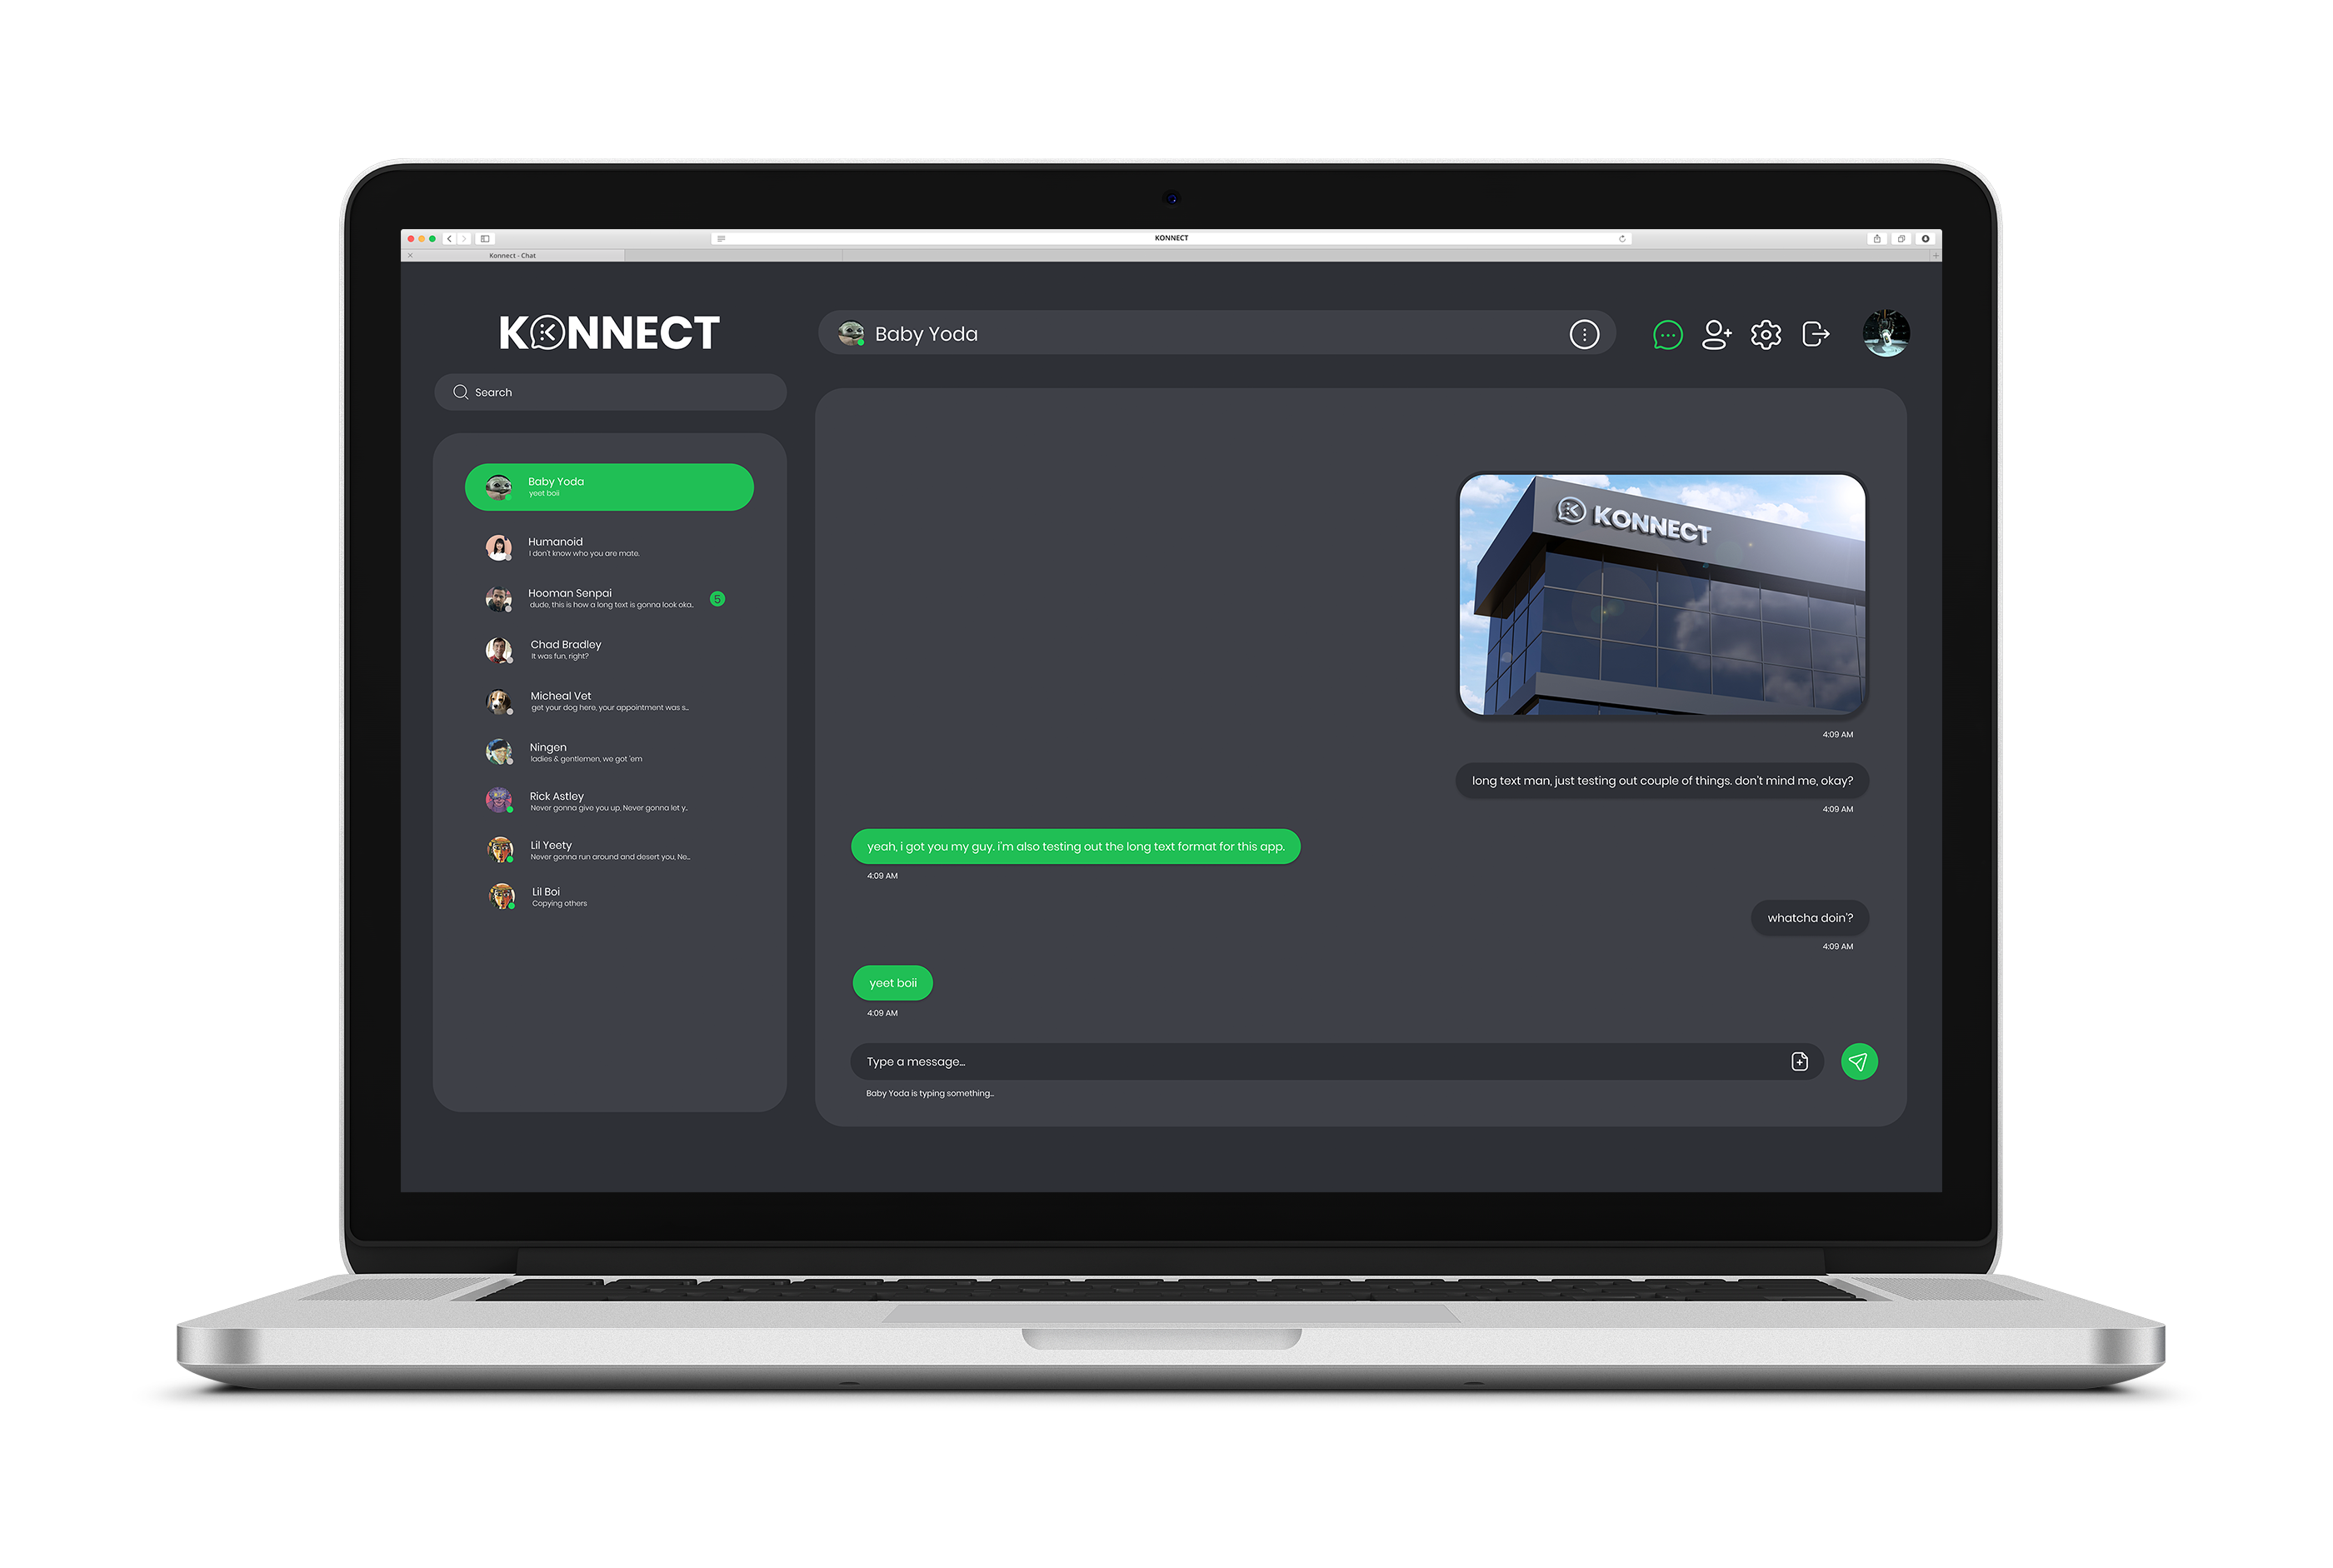 KONNECT
Konnect - Chat
KONNECT
Baby Yoda
Search
Baby Yoda
yeet boii
Humanoid
I don't know who you are mate.
Hooman Senpai
dude, this is how a long text is gonna look oka..
5
Chad Bradley
It was fun, right?
Micheal Vet
get your dog here, your appointment was s..
Ningen
ladies & gentlemen, we got 'em
Rick Astley
Never gonna give you up, Never gonna let y..
Lil Yeety
Never gonna run around and desert you, Ne..
Lil Boi
Copying others
KONNECT
4:09 AM
long text man, just testing out couple of things. don't mind me, okay?
4:09 AM
yeah, i got you my guy. i'm also testing out the long text format for this app.
4:09 AM
whatcha doin'?
4:09 AM
yeet boii
4:09 AM
Type a message...
Baby Yoda is typing something...